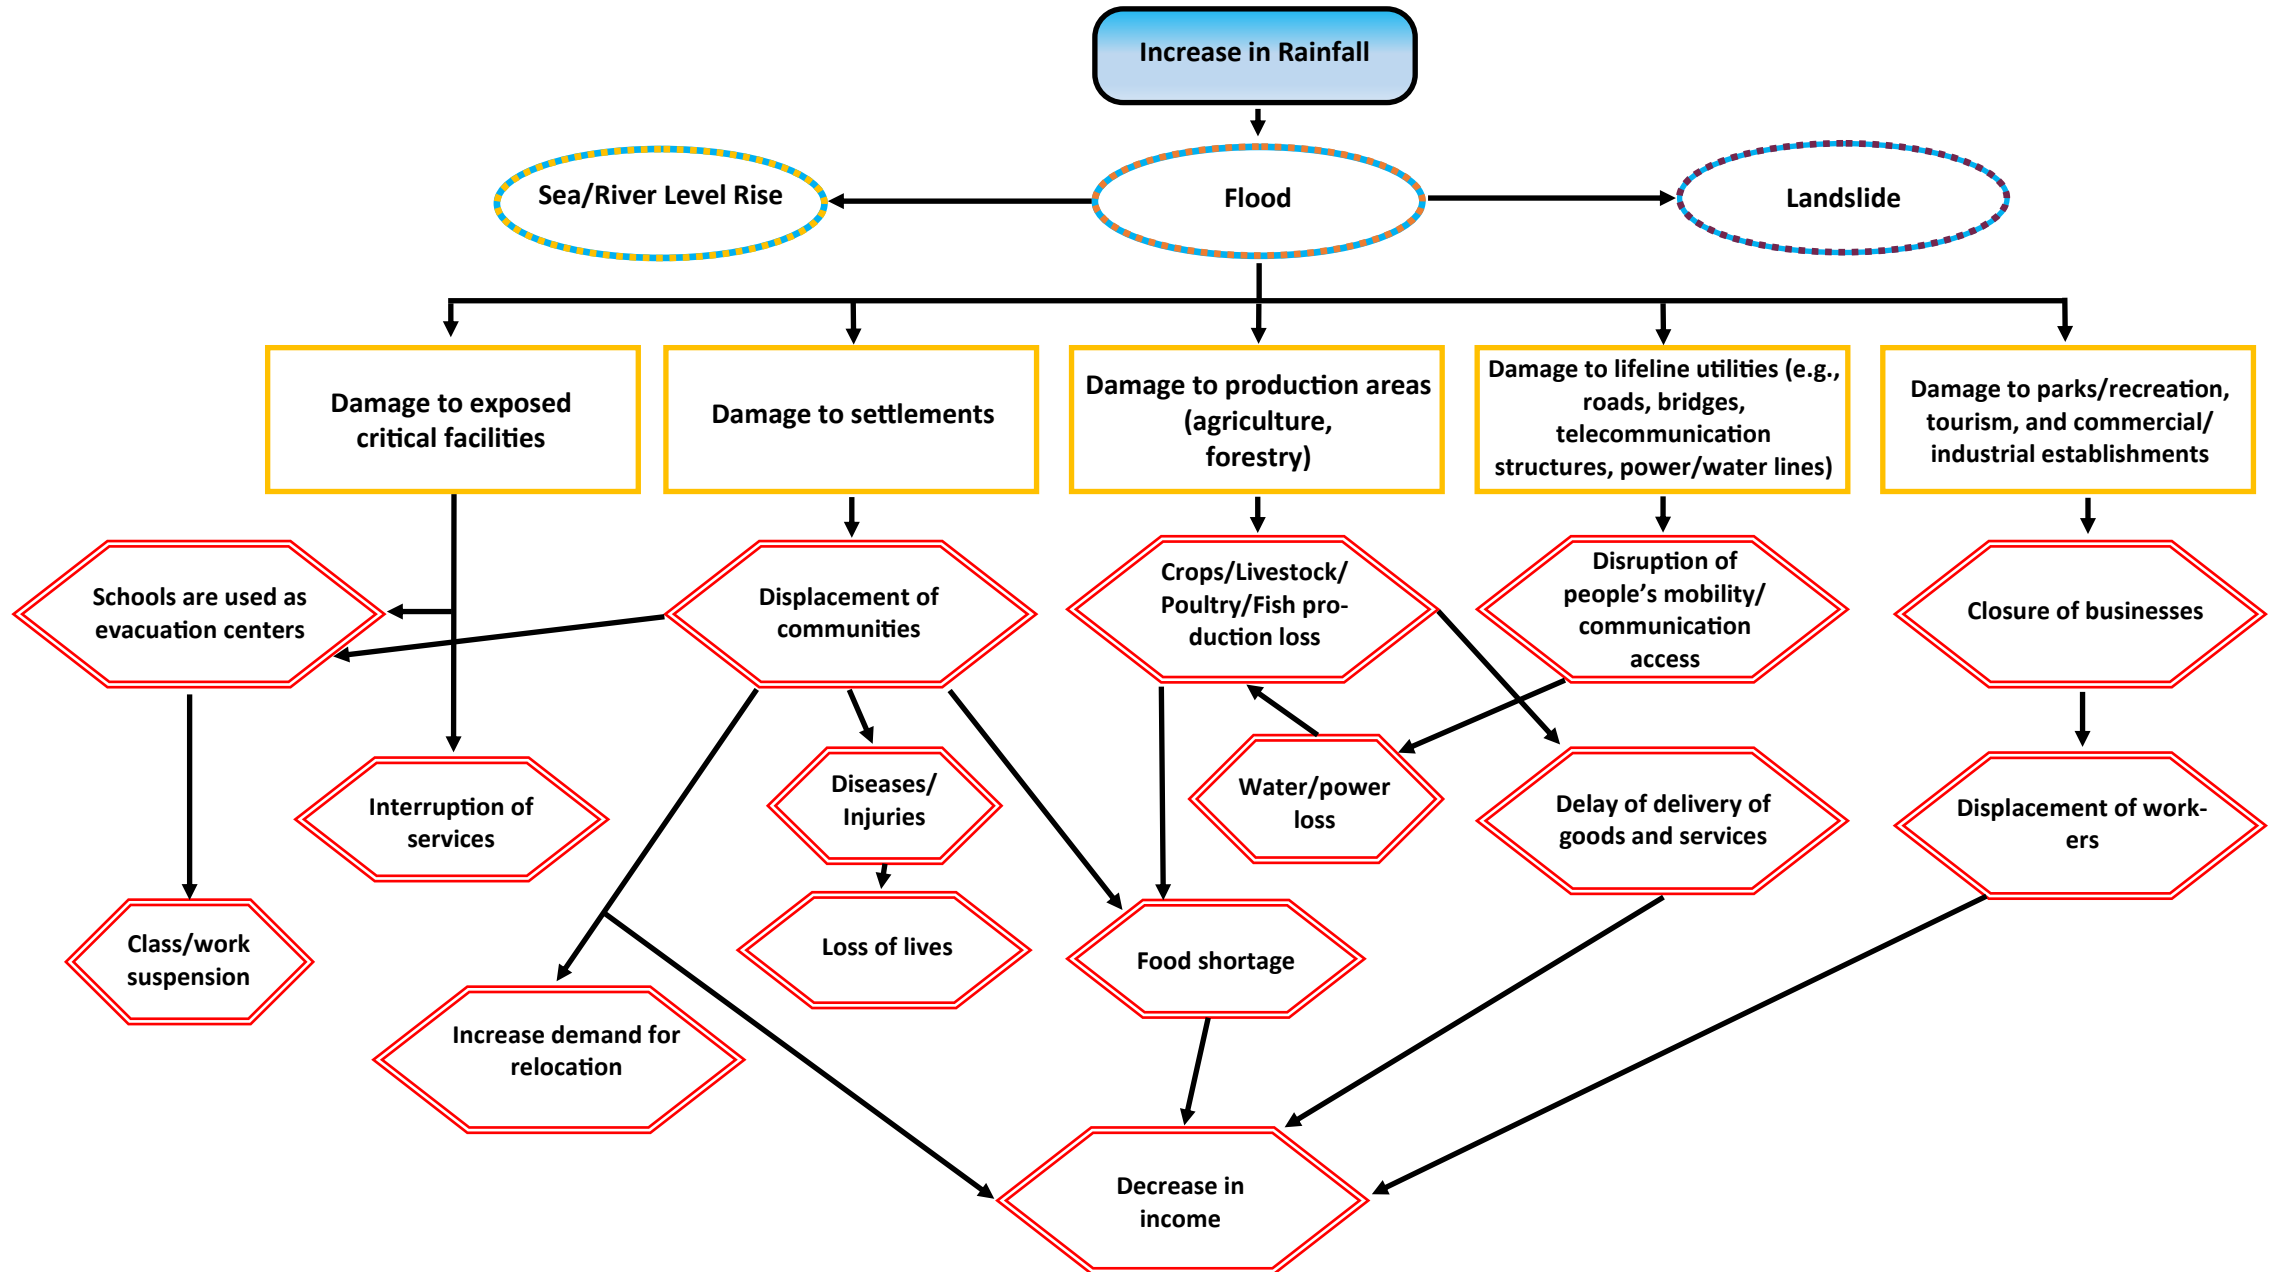 Increase in Rainfall
Sea/River Level Rise
Flood
Landslide
Damage to exposed
critical facilities
Damage to settlements
Damage to production areas
(agriculture,
forestry)
Damage to lifeline utilities (e.g.,
roads, bridges,
telecommunication
structures, power/water lines)
Damage to parks/recreation,
tourism, and commercial/
industrial establishments
Schools are used as
evacuation centers
Displacement of
communities
Crops/Livestock/
Poultry/Fish pro-
duction loss
Disruption of
people’s mobility/
communication
access
Closure of businesses
Interruption of
services
Diseases/
Injuries
Water/power
loss
Delay of delivery of
goods and services
Displacement of work-
ers
Class/work
suspension
Loss of lives
Food shortage
Increase demand for
relocation
Decrease in
income